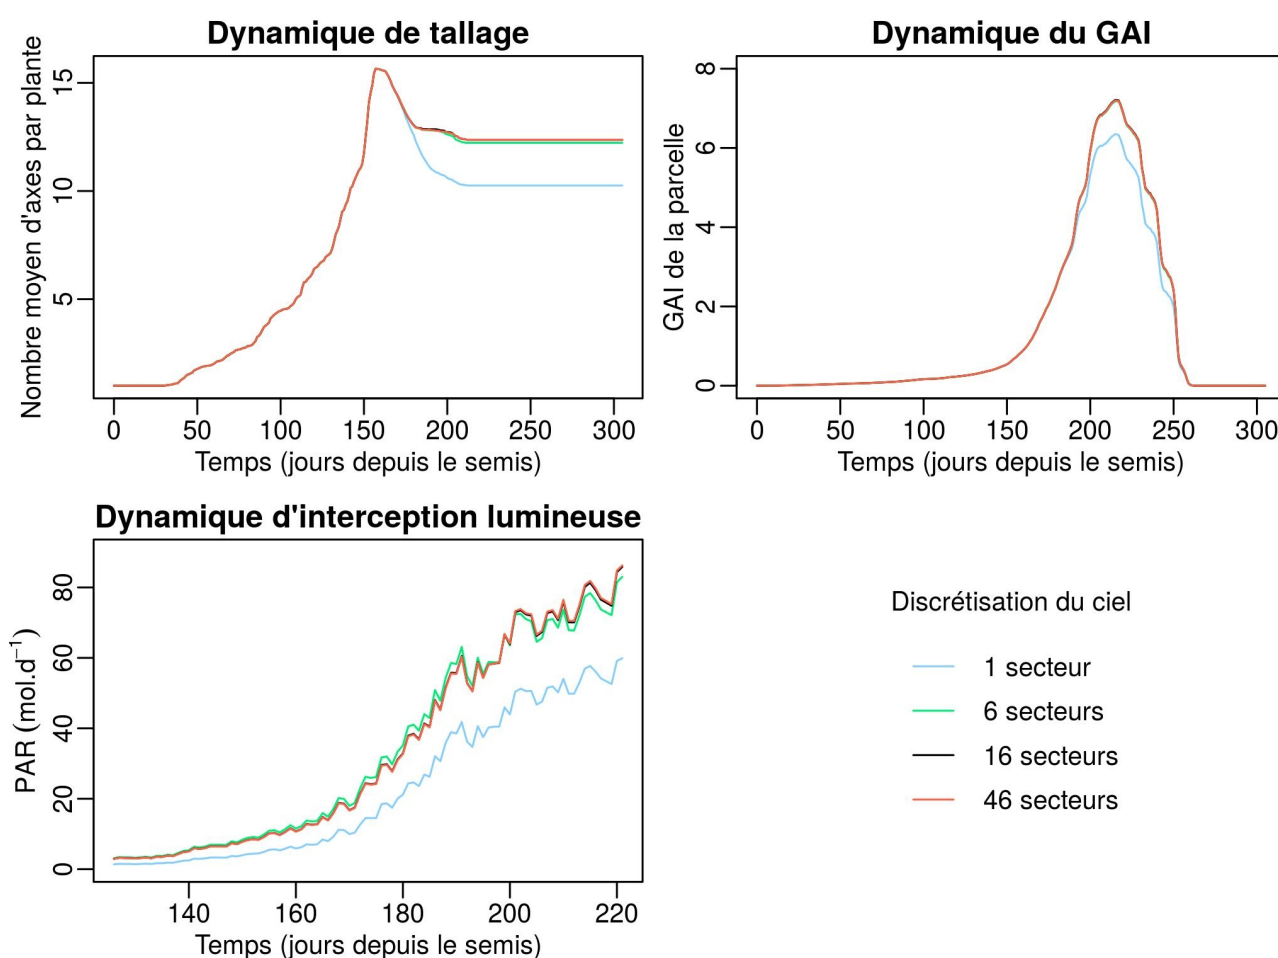 Dynamique de tallage
Nombre moyen d'axes par plante
5
10
15
0 50 100 150 200 250 300
Temps (jours depuis le semis)
Dynamique du GAI
GAI de la parcelle
0
2
4
6
8
0 50 100 150 200 250 300
Temps (jours depuis le semis)
Dynamique d'interception lumineuse
PAR (mol.d⁻¹)
0
20
40
60
80
140 160 180 200 220
Temps (jours depuis le semis)
Discrétisation du ciel
1 secteur
6 secteurs
16 secteurs
46 secteurs